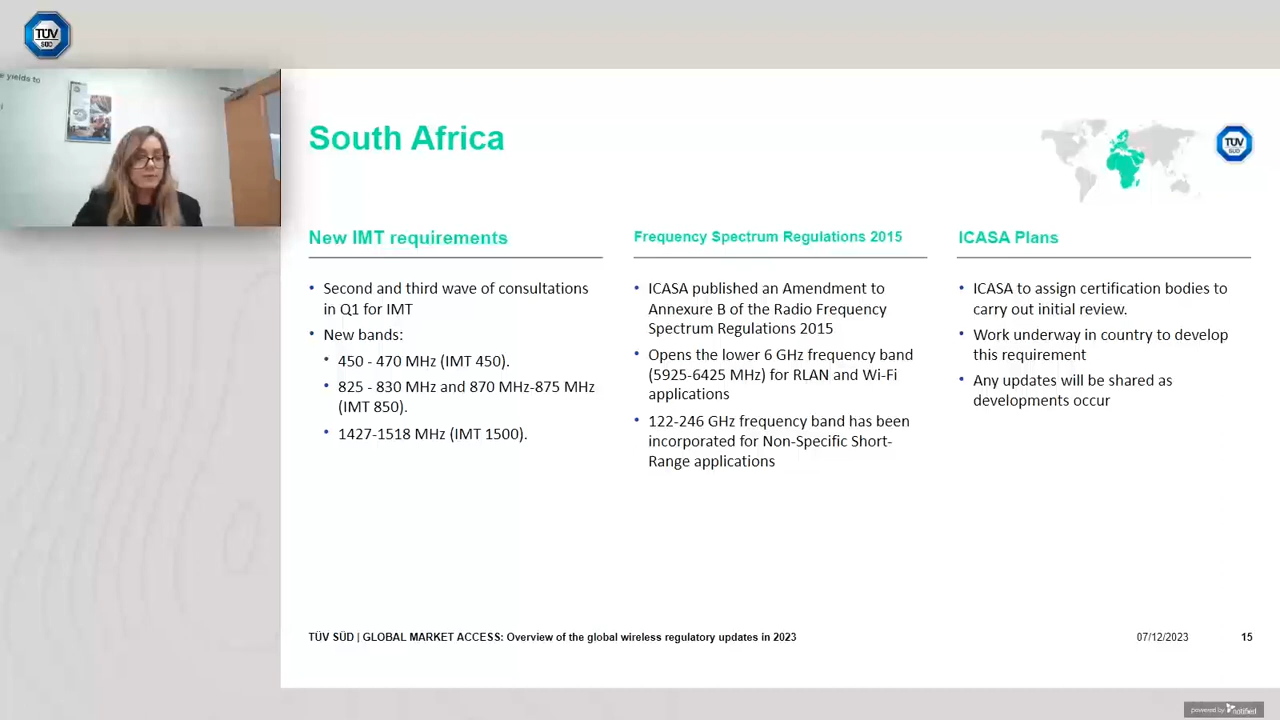 TÜV
SÜD
e yields to
South Africa
TÜV
SÜD
New IMT requirements
• Second and third wave of consultations
in Q1 for IMT
• New bands:
• 450 - 470 MHz (IMT 450).
• 825 - 830 MHz and 870 MHz-875 MHz
(IMT 850).
• 1427-1518 MHz (IMT 1500).
Frequency Spectrum Regulations 2015
• ICASA published an Amendment to
Annexure B of the Radio Frequency
Spectrum Regulations 2015
• Opens the lower 6 GHz frequency band
(5925-6425 MHz) for RLAN and Wi-Fi
applications
• 122-246 GHz frequency band has been
incorporated for Non-Specific Short-
Range applications
ICASA Plans
• ICASA to assign certification bodies to
carry out initial review.
• Work underway in country to develop
this requirement
• Any updates will be shared as
developments occur
TÜV SÜD | GLOBAL MARKET ACCESS: Overview of the global wireless regulatory updates in 2023
07/12/2023
15
powered by notified